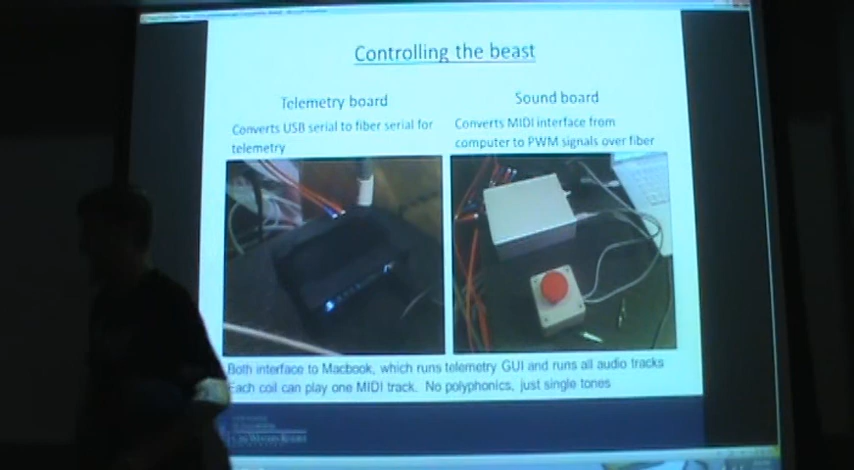 Controlling the beast
Telemetry board
Converts USB serial to fiber serial for
telemetry
Sound board
Converts MIDI interface from
computer to PWM signals over fiber
Both interface to Macbook, which runs telemetry GUI and runs all audio tracks
Each coil can play one MIDI track. No polyphonics, just single tones